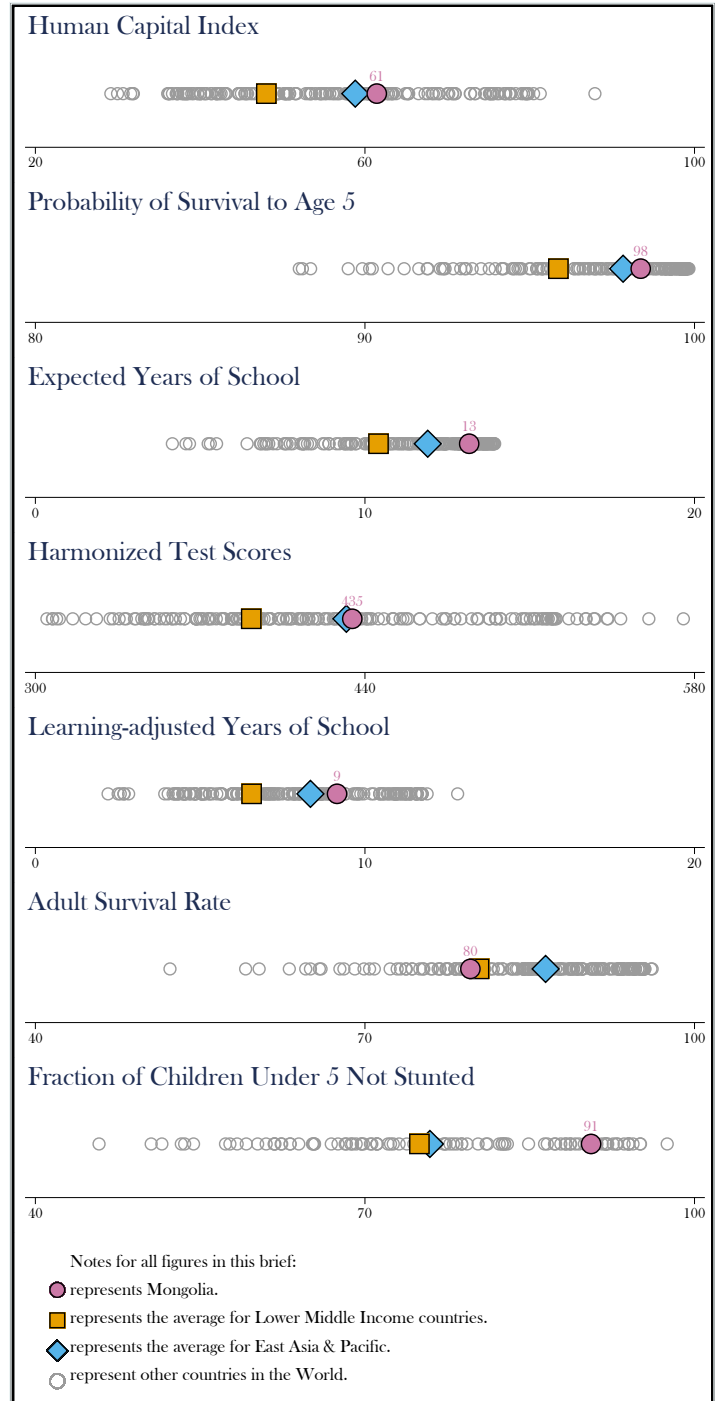 Human Capital Index
61
20 60 100
Probability of Survival to Age 5
98
80 90 100
Expected Years of School
13
0 10 20
Harmonized Test Scores
435
300 440 580
Learning-adjusted Years of School
9
0 10 20
Adult Survival Rate
80
40 70 100
Fraction of Children Under 5 Not Stunted
91
40 70 100
Notes for all figures in this brief:
represents Mongolia.
represents the average for Lower Middle Income countries.
represents the average for East Asia & Pacific.
represent other countries in the World.